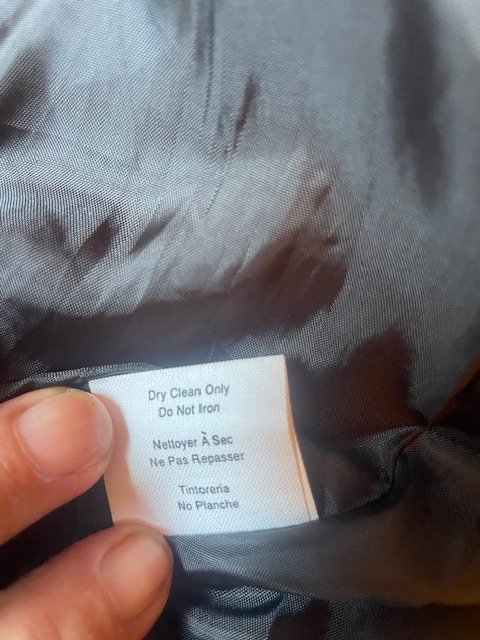 Dry Clean Only
Do Not Iron
Nettoyer À Sec
Ne Pas Repasser
Tintoreria
No Planche